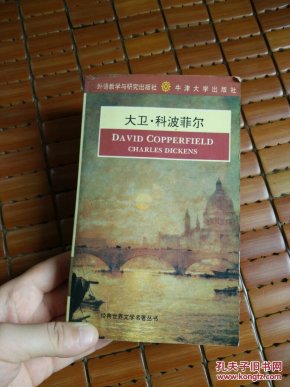 外语教学与研究出版社 牛津大学出版社
大卫·科波菲尔
DAVID COPPERFIELD
CHARLES DICKENS
经典世界文学名著丛书
孔夫子旧书网